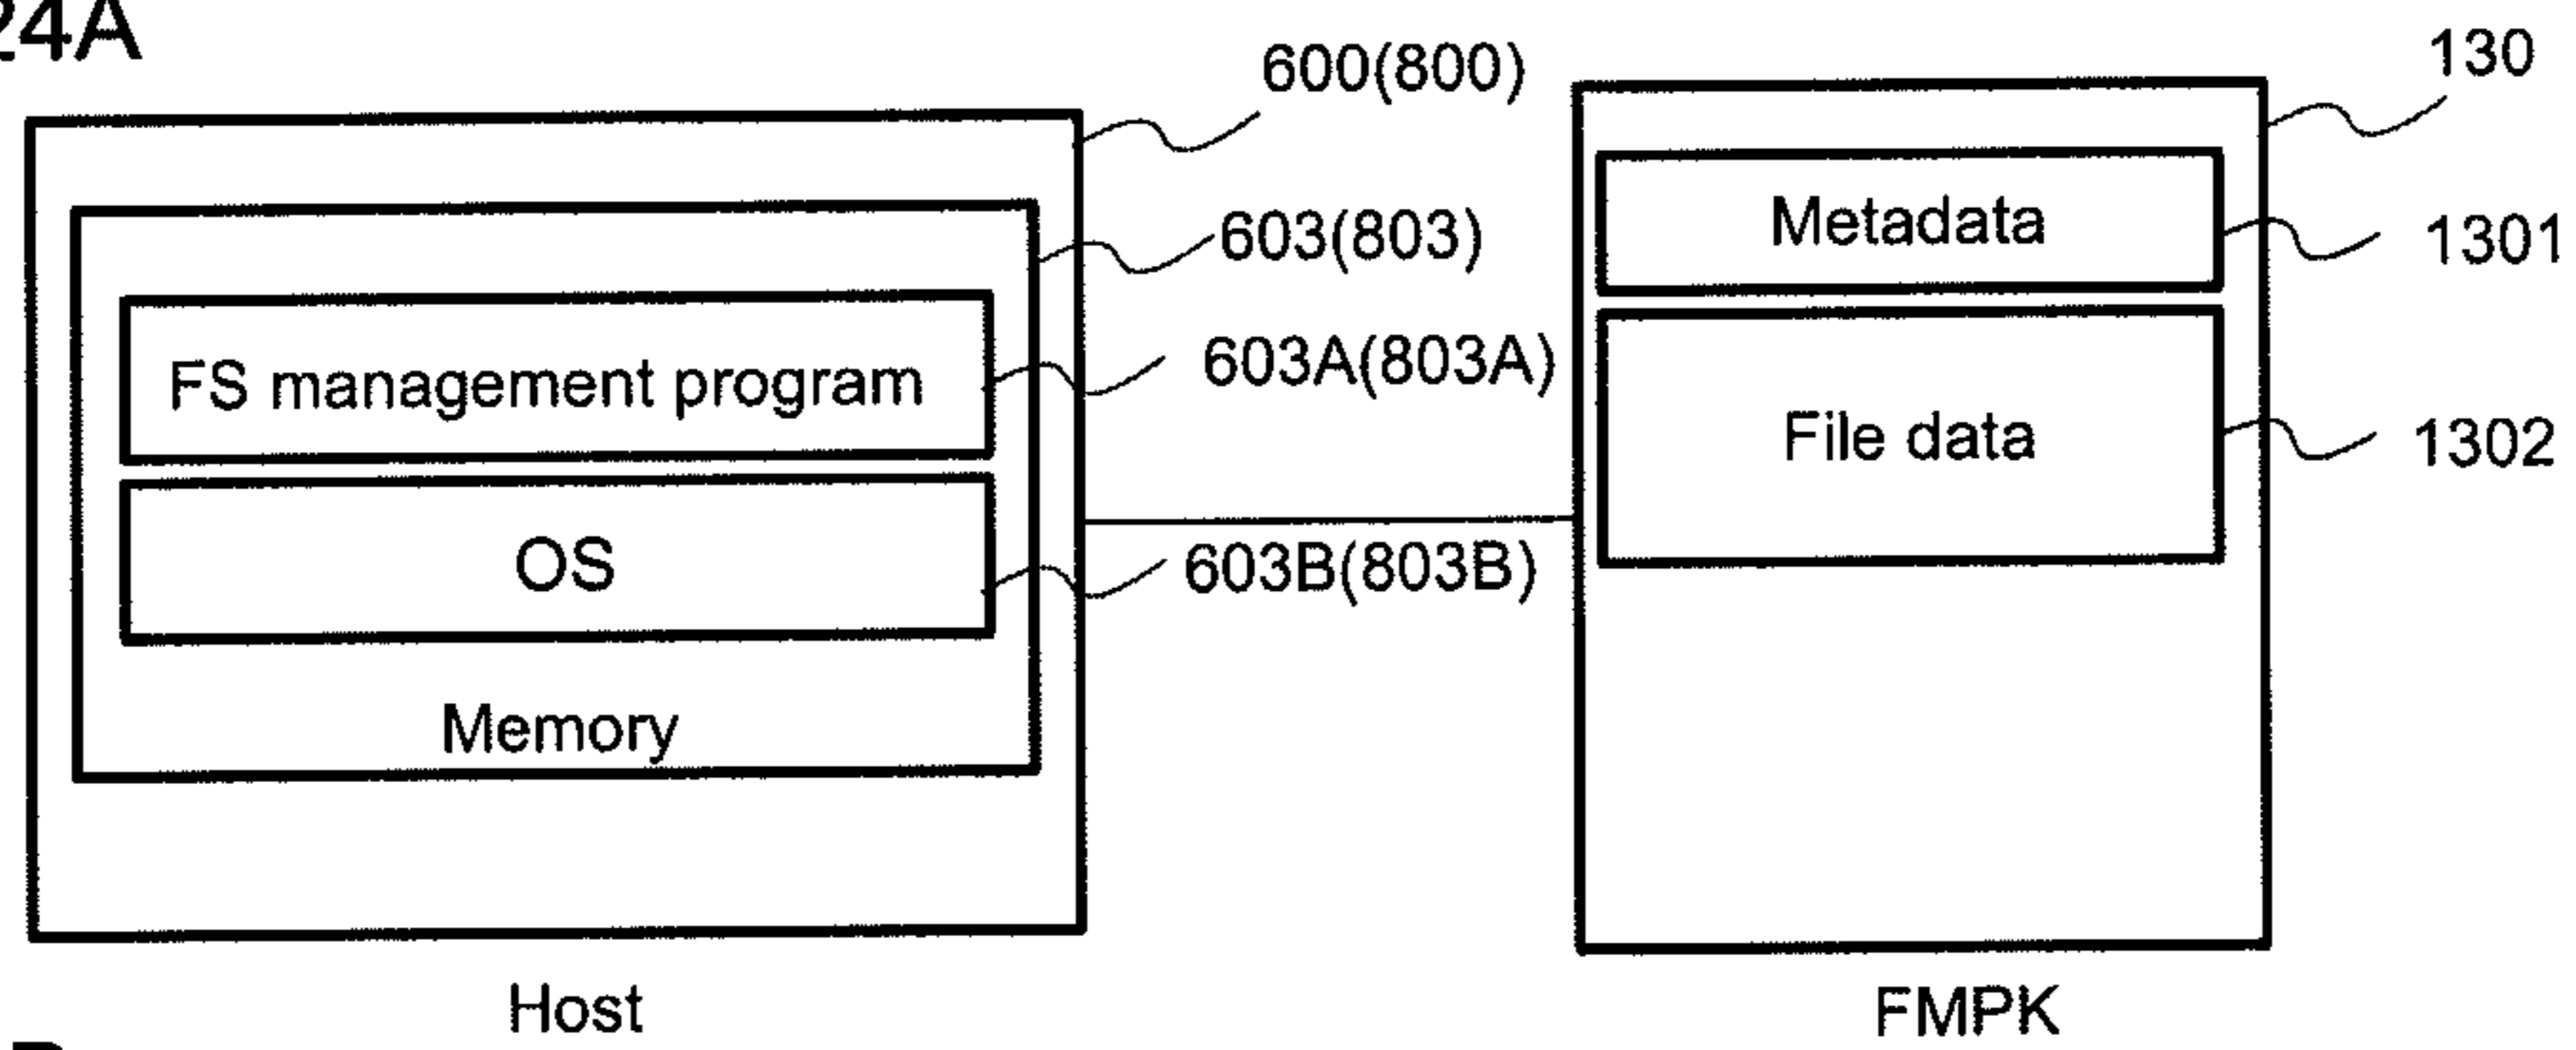 24A
600(800)
130
603(803)
Metadata
1301
FS management program
603A(803A)
File data
1302
OS
603B(803B)
Memory
Host
FMPK